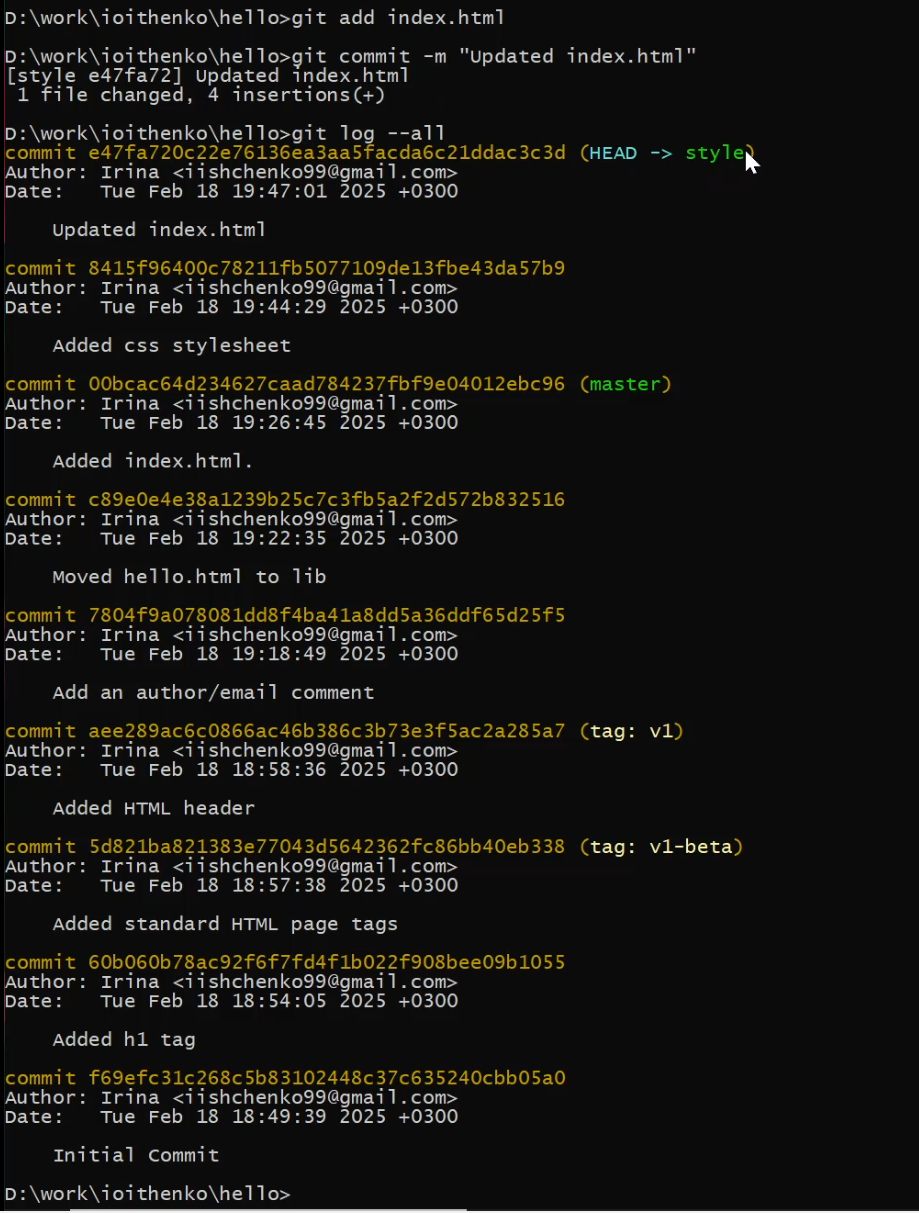 D:\work\ioithenko\hello>git add index.html
D:\work\ioithenko\hello>git commit -m "Updated index.html"
[style e47fa72] Updated index.html
 1 file changed, 4 insertions(+)
D:\work\ioithenko\hello>git log --all
commit e47fa720c22e76136ea3aa5facda6c21ddac3c3d (HEAD -> style)
Author: Irina <iishchenko99@gmail.com>
Date:   Tue Feb 18 19:47:01 2025 +0300
    Updated index.html
commit 8415f96400c78211fb5077109de13fbe43da57b9
Author: Irina <iishchenko99@gmail.com>
Date:   Tue Feb 18 19:44:29 2025 +0300
    Added css stylesheet
commit 00bcac64d234627caad784237fbf9e04012ebc96 (master)
Author: Irina <iishchenko99@gmail.com>
Date:   Tue Feb 18 19:26:45 2025 +0300
    Added index.html.
commit c89e0e4e38a1239b25c7c3fb5a2f2d572b832516
Author: Irina <iishchenko99@gmail.com>
Date:   Tue Feb 18 19:22:35 2025 +0300
    Moved hello.html to lib
commit 7804f9a078081dd8f4ba41a8dd5a36ddf65d25f5
Author: Irina <iishchenko99@gmail.com>
Date:   Tue Feb 18 19:18:49 2025 +0300
    Add an author/email comment
commit aee289ac6c0866ac46b386c3b73e3f5ac2a285a7 (tag: v1)
Author: Irina <iishchenko99@gmail.com>
Date:   Tue Feb 18 18:58:36 2025 +0300
    Added HTML header
commit 5d821ba821383e77043d5642362fc86bb40eb338 (tag: v1-beta)
Author: Irina <iishchenko99@gmail.com>
Date:   Tue Feb 18 18:57:38 2025 +0300
    Added standard HTML page tags
commit 60b060b78ac92f6f7fd4f1b022f908bee09b1055
Author: Irina <iishchenko99@gmail.com>
Date:   Tue Feb 18 18:54:05 2025 +0300
    Added h1 tag
commit f69efc31c268c5b83102448c37c635240cbb05a0
Author: Irina <iishchenko99@gmail.com>
Date:   Tue Feb 18 18:49:39 2025 +0300
    Initial Commit
D:\work\ioithenko\hello>